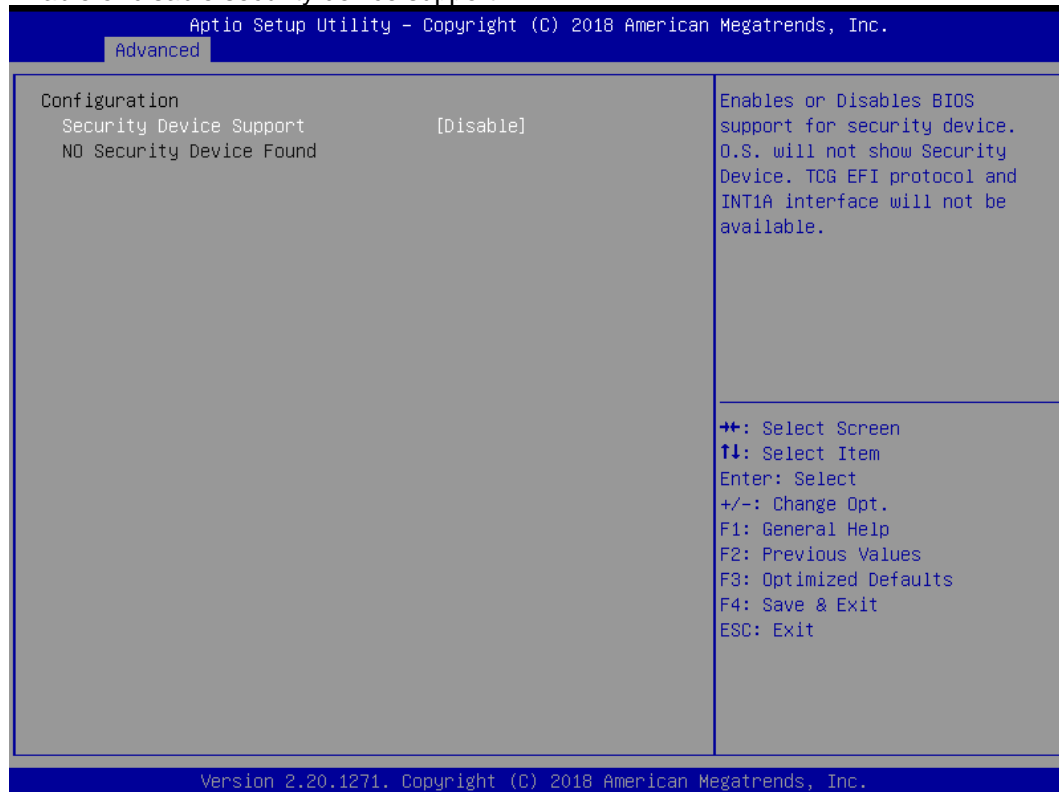 Aptio Setup Utility – Copyright (C) 2018 American Megatrends, Inc.
Advanced
Configuration
Security Device Support [Disable]
NO Security Device Found
Enables or Disables BIOS
support for security device.
O.S. will not show Security
Device. TCG EFI protocol and
INT1A interface will not be
available.
→←: Select Screen
↑↓: Select Item
Enter: Select
+/-: Change Opt.
F1: General Help
F2: Previous Values
F3: Optimized Defaults
F4: Save & Exit
ESC: Exit
Version 2.20.1271. Copyright (C) 2018 American Megatrends, Inc.